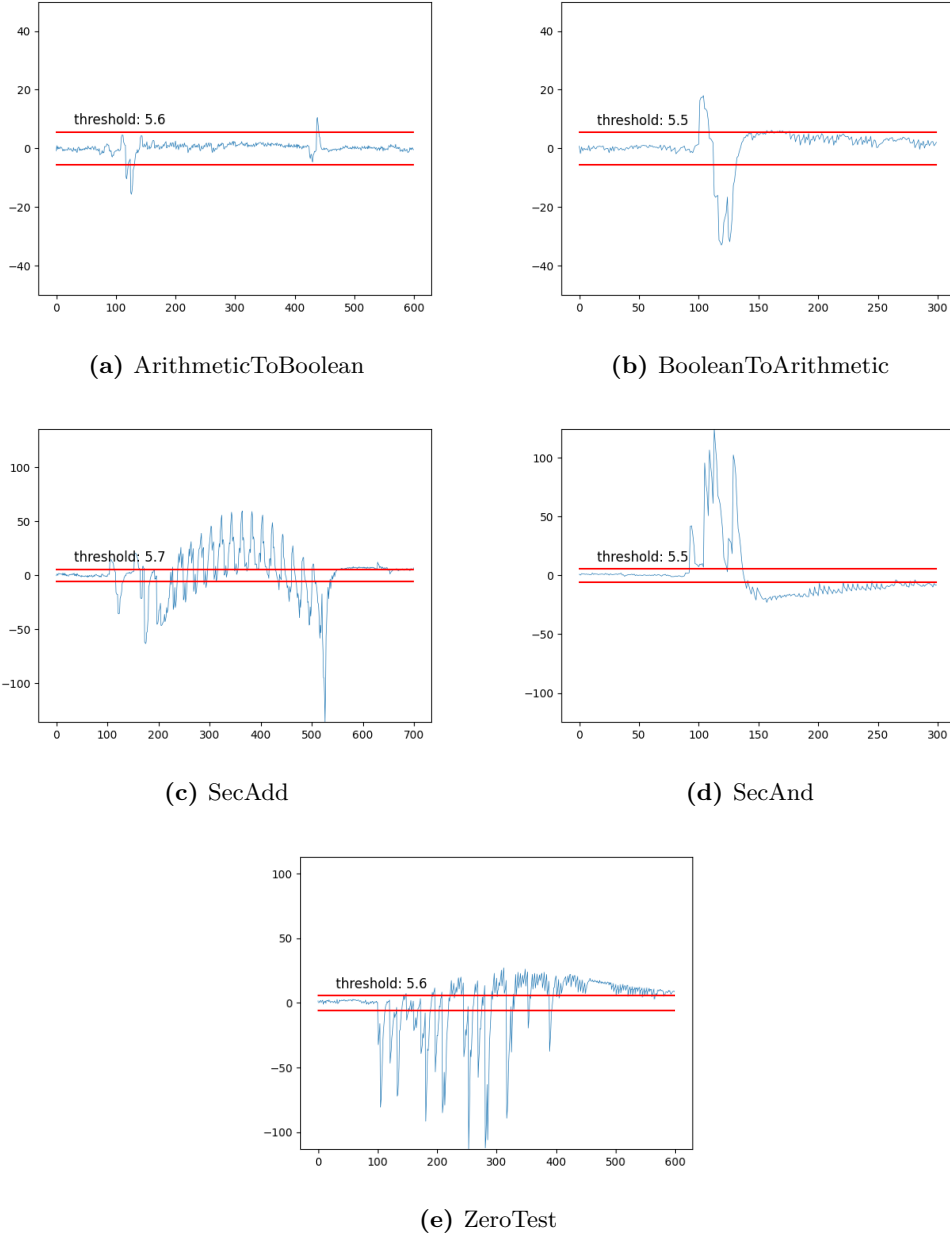 40
20
0
−20
−40
threshold: 5.6
0 100 200 300 400 500 600
(a) ArithmeticToBoolean
40
20
0
−20
−40
threshold: 5.5
0 50 100 150 200 250 300
(b) BooleanToArithmetic
100
50
0
−50
−100
threshold: 5.7
0 100 200 300 400 500 600 700
(c) SecAdd
100
50
0
−50
−100
threshold: 5.5
0 50 100 150 200 250 300
(d) SecAnd
100
50
0
−50
−100
threshold: 5.6
0 100 200 300 400 500 600
(e) ZeroTest